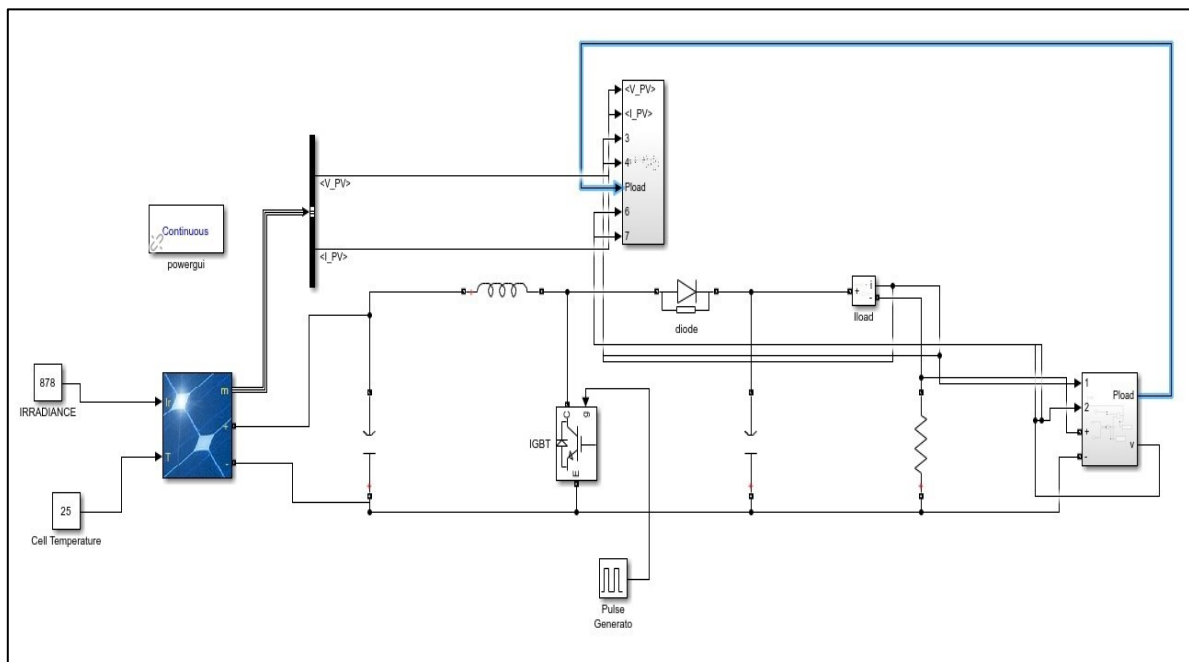 <V_PV>
<I_PV>
3
4
Pload
6
7
<V_PV>
<I_PV>
Continuous
powergui
i
+
-
Iload
diode
878
IRRADIANCE
Ir
m
+
T
-
25
Cell Temperature
IGBT
C
g
E
1
2
+
-
Pload
v
Pulse
Generato